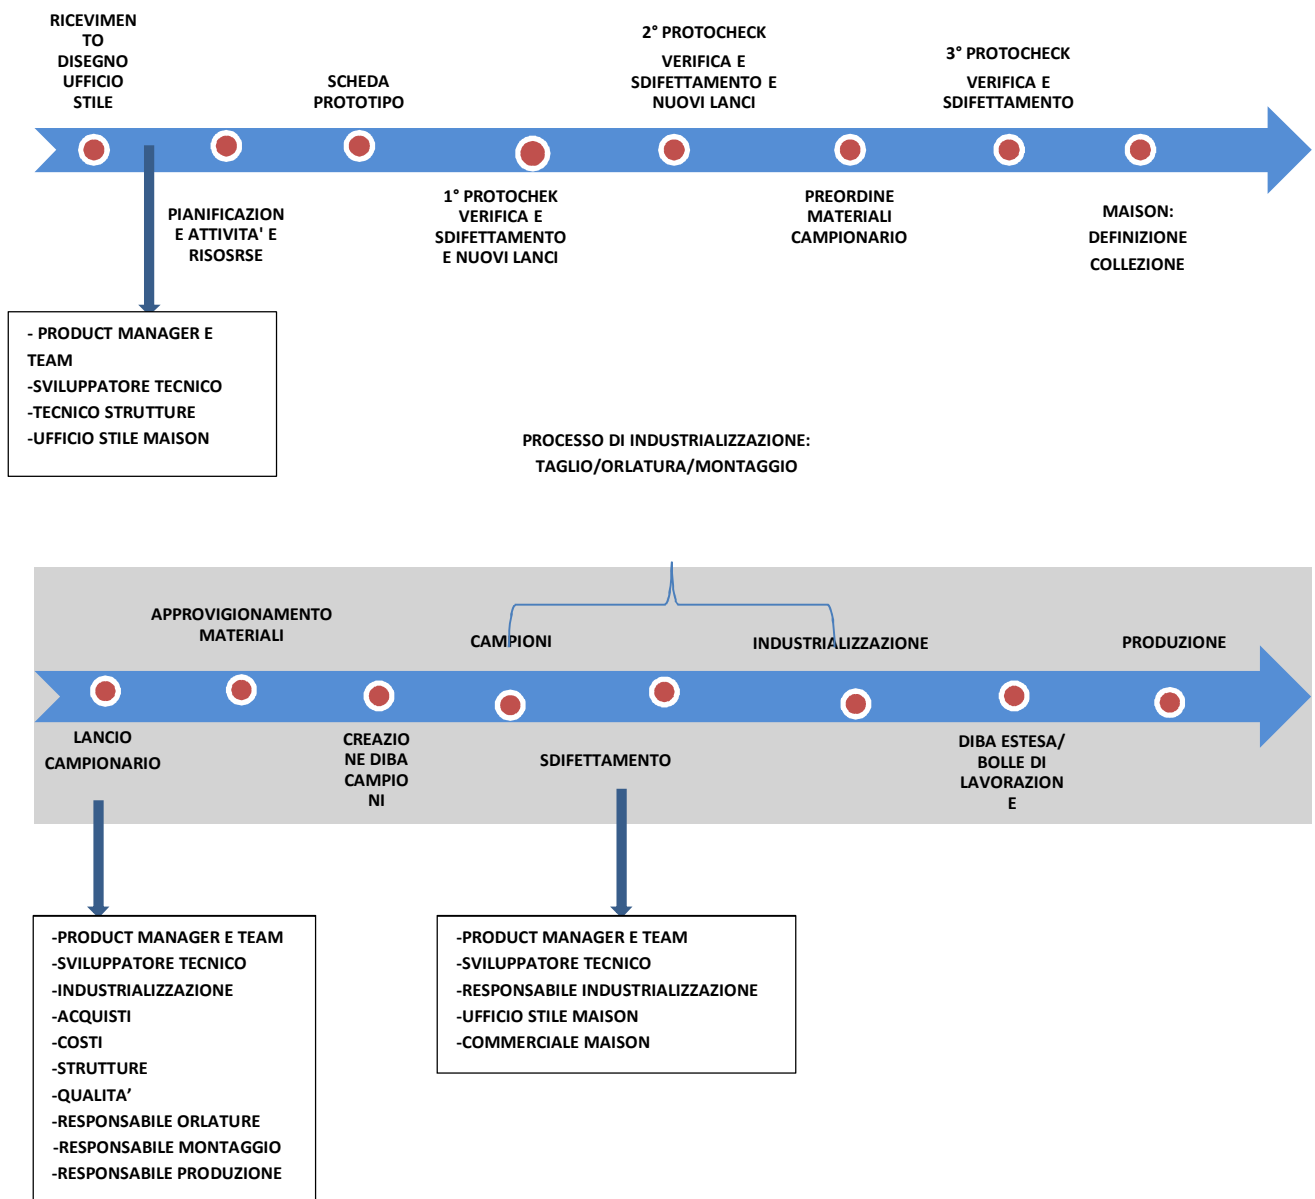 RICEVIMEN
TO
DISEGNO
UFFICIO
STILE
SCHEDA
PROTOTIPO
2° PROTOCHECK
VERIFICA E
SDIFETTAMENTO E
NUOVI LANCI
3° PROTOCHECK
VERIFICA E
SDIFETTAMENTO
PIANIFICAZION
E ATTIVITA' E
RISOSRSE
1° PROTOCHEK
VERIFICA E
SDIFETTAMENTO
E NUOVI LANCI
PREORDINE
MATERIALI
CAMPIONARIO
MAISON:
DEFINIZIONE
COLLEZIONE
- PRODUCT MANAGER E
TEAM
-SVILUPPATORE TECNICO
-TECNICO STRUTTURE
-UFFICIO STILE MAISON
PROCESSO DI INDUSTRIALIZZAZIONE:
TAGLIO/ORLATURA/MONTAGGIO
APPROVIGIONAMENTO
MATERIALI
CAMPIONI
INDUSTRIALIZZAZIONE
PRODUZIONE
LANCIO
CAMPIONARIO
CREAZIO
NE DIBA
CAMPIO
NI
SDIFETTAMENTO
DIBA ESTESA/
BOLLE DI
LAVORAZION
E
-PRODUCT MANAGER E TEAM
-SVILUPPATORE TECNICO
-INDUSTRIALIZZAZIONE
-ACQUISTI
-COSTI
-STRUTTURE
-QUALITA’
-RESPONSABILE ORLATURE
-RESPONSABILE MONTAGGIO
-RESPONSABILE PRODUZIONE
-PRODUCT MANAGER E TEAM
-SVILUPPATORE TECNICO
-RESPONSABILE INDUSTRIALIZZAZIONE
-UFFICIO STILE MAISON
-COMMERCIALE MAISON